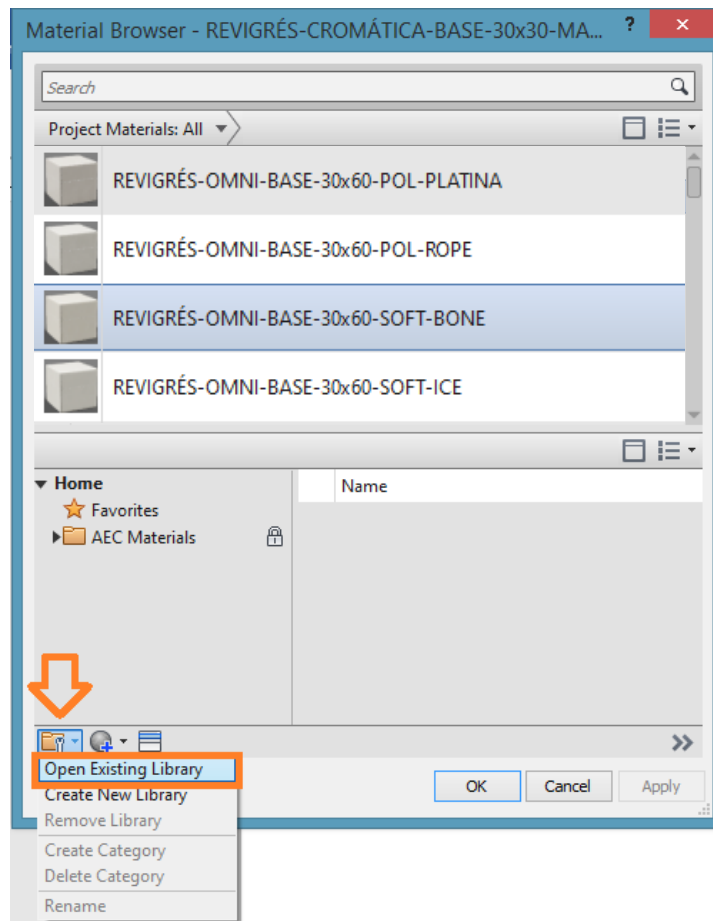 Material Browser - REVIGRÉS-CROMÁTICA-BASE-30x30-MA... ? ×
Search
Project Materials: All
REVIGRÉS-OMNI-BASE-30x60-POL-PLATINA
REVIGRÉS-OMNI-BASE-30x60-POL-ROPE
REVIGRÉS-OMNI-BASE-30x60-SOFT-BONE
REVIGRÉS-OMNI-BASE-30x60-SOFT-ICE
Home
Name
Favorites
AEC Materials
Open Existing Library
OK Cancel Apply
Create New Library
Remove Library
Create Category
Delete Category
Rename